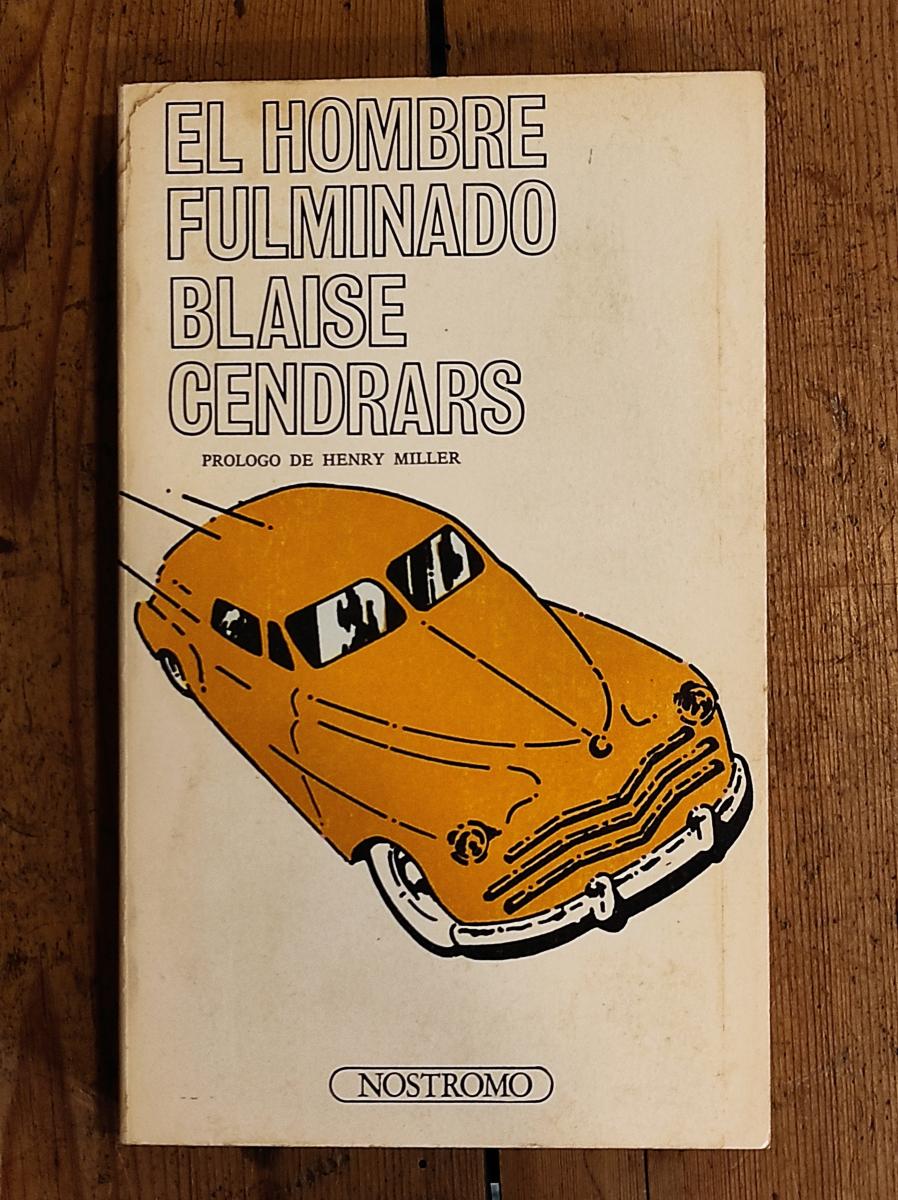 EL HOMBRE
FULMINADO
BLAISE
CENDRARS
PROLOGO DE HENRY MILLER
NOSTROMO